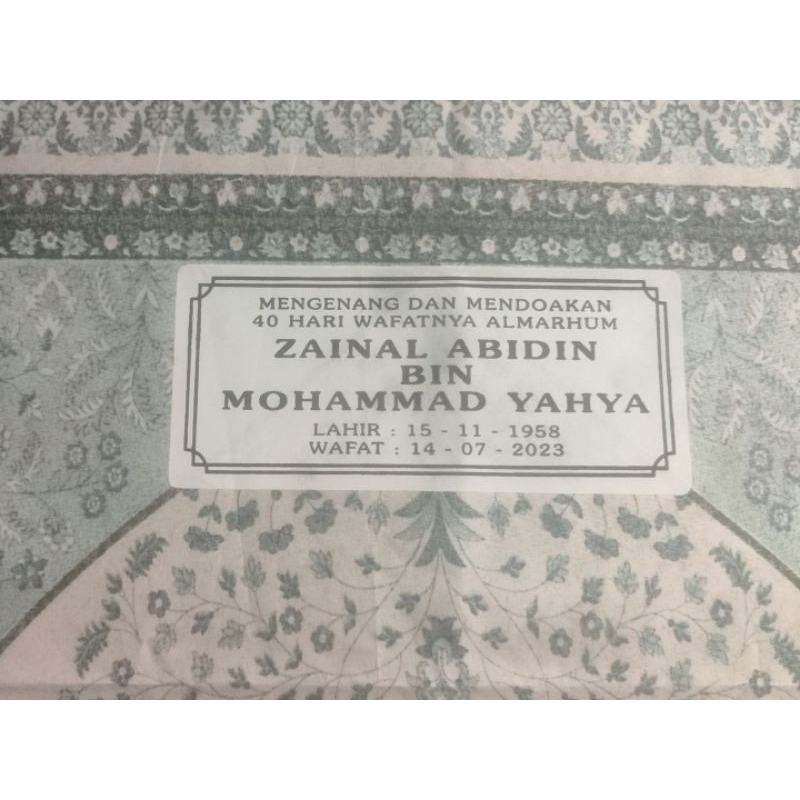 MENGENANG DAN MENDOAKAN
40 HARI WAFATNYA ALMARHUM
ZAINAL ABIDIN
BIN
MOHAMMAD YAHYA
LAHIR : 15 - 11 - 1958
WAFAT : 14 - 07 - 2023